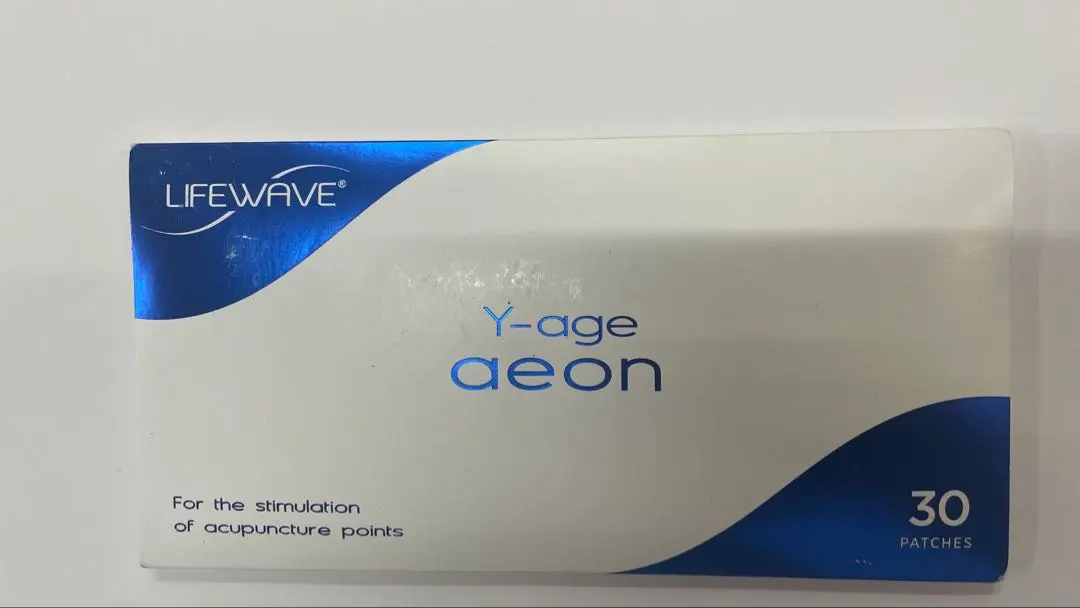 LIFEWAVE®
Y-age
aeon
For the stimulation
of acupuncture points
30
PATCHES